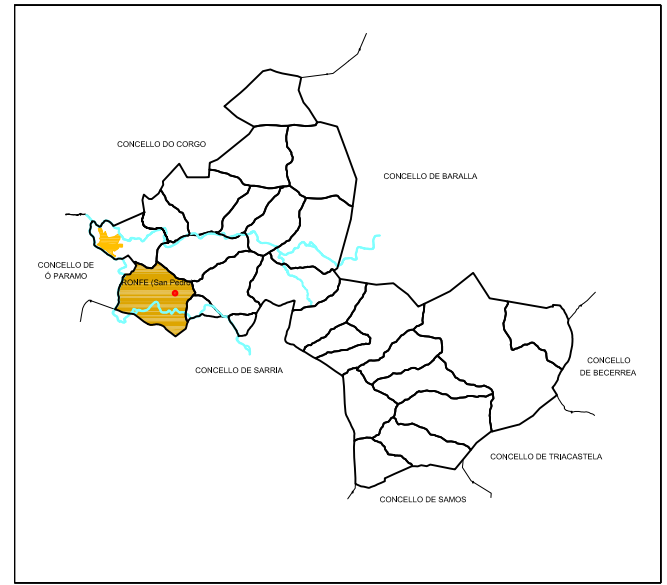 CONCELLO DO CORGO
CONCELLO DE BARALLA
CONCELLO DE
Ó PARAMO
RONFE (San Pedro
CONCELLO DE SARRIA
CONCELLO
DE BECERREA
CONCELLO DE TRIACASTELA
CONCELLO DE SAMOS